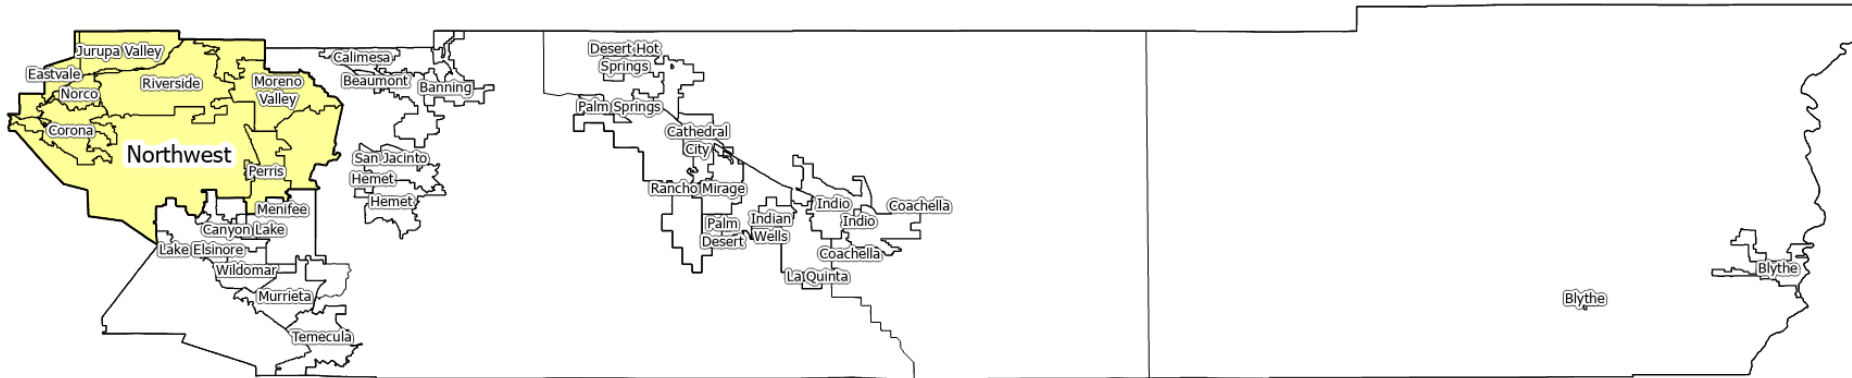 Jurupa Valley
Eastvale
Riverside
Norco
Moreno
Valley
Corona
Northwest
Perris
Menifee
Canyon Lake
Lake Elsinore
Wildomar
Murrieta
Temecula
Calimesa
Beaumont
Banning
San Jacinto
Hemet
Hemet
Desert Hot
Springs
Palm Springs
Cathedral
City
Rancho Mirage
Palm
Desert
Indian
Wells
Indio
Indio
Coachella
Coachella
La Quinta
Blythe
Blythe